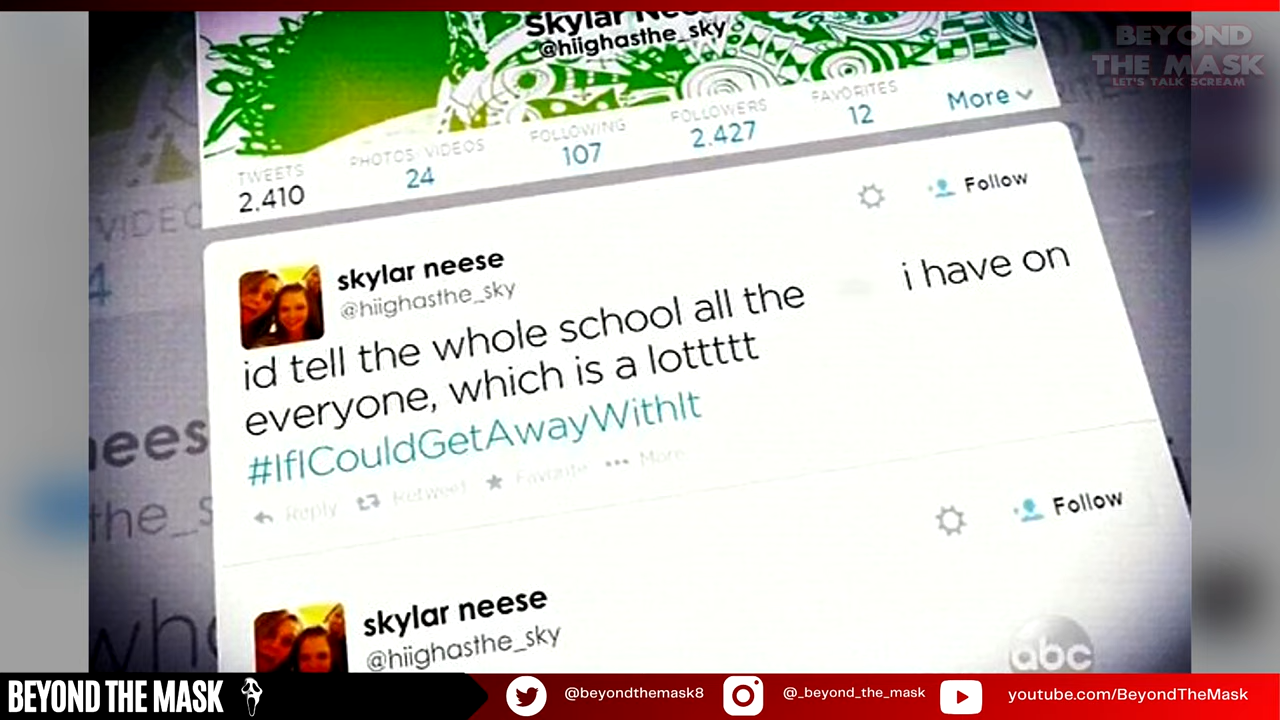 BEYOND
THE MASK
LET'S TALK SCREAM
@hiighasthe_sky
More
TWEETS
2.410
PHOTOS/VIDEOS
24
FOLLOWING
107
FOLLOWERS
2.427
FAVORITES
12
Follow
skylar neese
@hiighasthe_sky
id tell the whole school all the i have on
everyone, which is a lottttt
#IfICouldGetAwayWithIt
Reply Retweet Favorite More
Follow
skylar neese
@hiighasthe_sky
abc
BEYOND THE MASK
@beyondthemask8
@_beyond_the_mask
youtube.com/BeyondTheMask